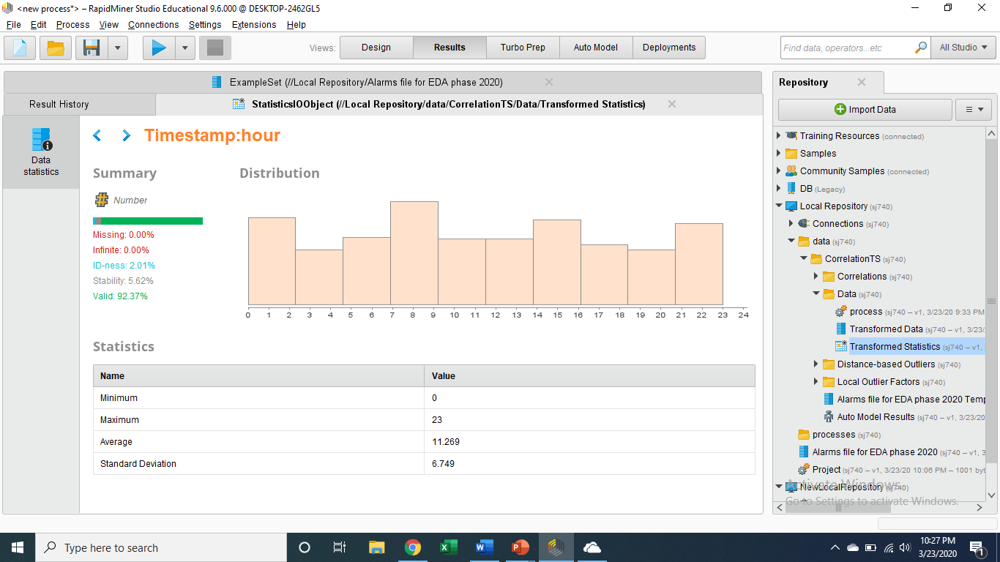 <new process*> – RapidMiner Studio Educational 9.6.000 @ DESKTOP-2462GL5
File Edit Process View Connections Settings Extensions Help
Views: Design Results Turbo Prep Auto Model Deployments Find data, operators...etc All Studio
ExampleSet (//Local Repository/Alarms file for EDA phase 2020)
Result History StatisticsIOObject (//Local Repository/data/CorrelationTS/Data/Transformed Statistics)
Data
statistics
Timestamp:hour
Summary
Number
Missing: 0.00%
Infinite: 0.00%
ID-ness: 2.01%
Stability: 5.62%
Valid: 92.37%
Distribution
0 1 2 3 4 5 6 7 8 9 10 11 12 13 14 15 16 17 18 19 20 21 22 23 24
Statistics
Name Value
Minimum 0
Maximum 23
Average 11.269
Standard Deviation 6.749
Repository
Import Data
Training Resources (connected)
Samples
Community Samples (connected)
DB (Legacy)
Local Repository (sj740)
Connections (sj740)
data (sj740)
CorrelationTS (sj740)
Correlations (sj740)
Data (sj740)
process (sj740 – v1, 3/23/20 9:33 PM
Transformed Data (sj740 – v1, 3/23/
Transformed Statistics (sj740 – v1,
Distance-based Outliers (sj740)
Local Outlier Factors (sj740)
Alarms file for EDA phase 2020 Temp
Auto Model Results (sj740 – v1, 3/23/20
processes (sj740)
Alarms file for EDA phase 2020 (sj740 – v1, 3
Project (sj740 – v1, 3/23/20 10:06 PM – 1001 byt
NewLocalRepository (sj740)
Activate Windows
Go to Settings to activate Windows.
Type here to search
10:27 PM
3/23/2020
1